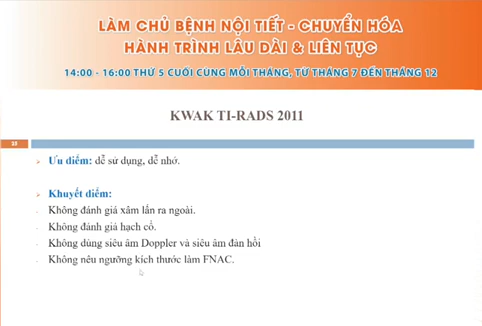 LÀM CHỦ BỆNH NỘI TIẾT - CHUYỂN HÓA
HÀNH TRÌNH LÂU DÀI & LIÊN TỤC
14:00 - 16:00 THỨ 5 CUỐI CÙNG MỖI THÁNG, TỪ THÁNG 7 ĐẾN THÁNG 12
KWAK TI-RADS 2011
25
Ưu điểm: dễ sử dụng, dễ nhớ.
Khuyết điểm:
Không đánh giá xâm lấn ra ngoài.
Không đánh giá hạch cổ.
Không dùng siêu âm Doppler và siêu âm đàn hồi
Không nêu ngưỡng kích thước làm FNAC.